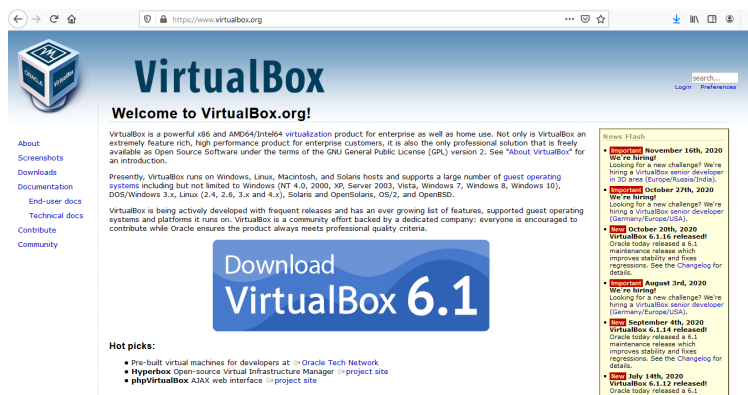 https://www.virtualbox.org
VirtualBox
search...
Login Preferences
ORACLE
VirtualBox
Welcome to VirtualBox.org!
About
Screenshots
Downloads
Documentation
End-user docs
Technical docs
Contribute
Community
VirtualBox is a powerful x86 and AMD64/Intel64 virtualization product for enterprise as well as home use. Not only is VirtualBox an
extremely feature rich, high performance product for enterprise customers, it is also the only professional solution that is freely
available as Open Source Software under the terms of the GNU General Public License (GPL) version 2. See "About VirtualBox" for
an introduction.
Presently, VirtualBox runs on Windows, Linux, Macintosh, and Solaris hosts and supports a large number of guest operating
systems including but not limited to Windows (NT 4.0, 2000, XP, Server 2003, Vista, Windows 7, Windows 8, Windows 10),
DOS/Windows 3.x, Linux (2.4, 2.6, 3.x and 4.x), Solaris and OpenSolaris, OS/2, and OpenBSD.
VirtualBox is being actively developed with frequent releases and has an ever growing list of features, supported guest operating
systems and platforms it runs on. VirtualBox is a community effort backed by a dedicated company: everyone is encouraged to
contribute while Oracle ensures the product always meets professional quality criteria.
Download
VirtualBox 6.1
Hot picks:
Pre-built virtual machines for developers at Oracle Tech Network
Hyperbox Open-source Virtual Infrastructure Manager project site
phpVirtualBox AJAX web interface project site
News Flash
Important November 16th, 2020
We're hiring!
Looking for a new challenge? We're
hiring a VirtualBox senior developer
in 3D area (Europe/Russia/India).
Important October 27th, 2020
We're hiring!
Looking for a new challenge? We're
hiring a VirtualBox senior developer
(Germany/Europe/USA).
New October 20th, 2020
VirtualBox 6.1.16 released!
Oracle today released a 6.1
maintenance release which
improves stability and fixes
regressions. See the Changelog for
details.
Important August 3rd, 2020
We're hiring!
Looking for a new challenge? We're
hiring a VirtualBox senior developer
(Germany/Europe/USA).
New September 4th, 2020
VirtualBox 6.1.14 released!
Oracle today released a 6.1
maintenance release which
improves stability and fixes
regressions. See the Changelog for
details.
New July 14th, 2020
VirtualBox 6.1.12 released!
Oracle today released a 6.1